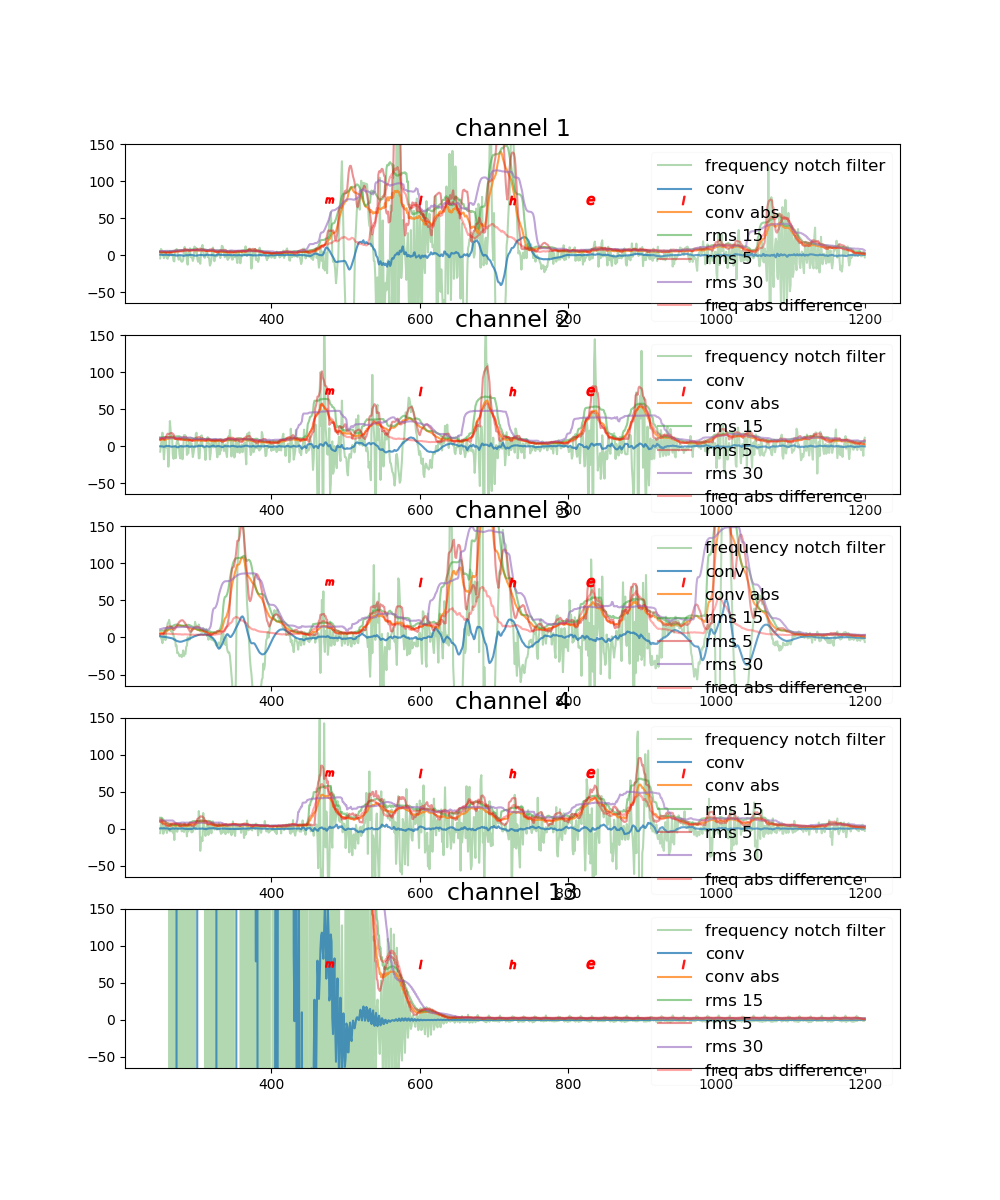 channel 1
150
100
50
0
−50
m l h e l
frequency notch filter
conv
conv abs
rms 15
rms 5
rms 30
freq abs difference
400 600 800 1000 1200
channel 2
150
100
50
0
−50
m l h e l
frequency notch filter
conv
conv abs
rms 15
rms 5
rms 30
freq abs difference
400 600 800 1000 1200
channel 3
150
100
50
0
−50
m l h e l
frequency notch filter
conv
conv abs
rms 15
rms 5
rms 30
freq abs difference
400 600 800 1000 1200
channel 4
150
100
50
0
−50
m l h e l
frequency notch filter
conv
conv abs
rms 15
rms 5
rms 30
freq abs difference
400 600 800 1000 1200
channel 13
150
100
50
0
−50
m l h e l
frequency notch filter
conv
conv abs
rms 15
rms 5
rms 30
freq abs difference
400 600 800 1000 1200